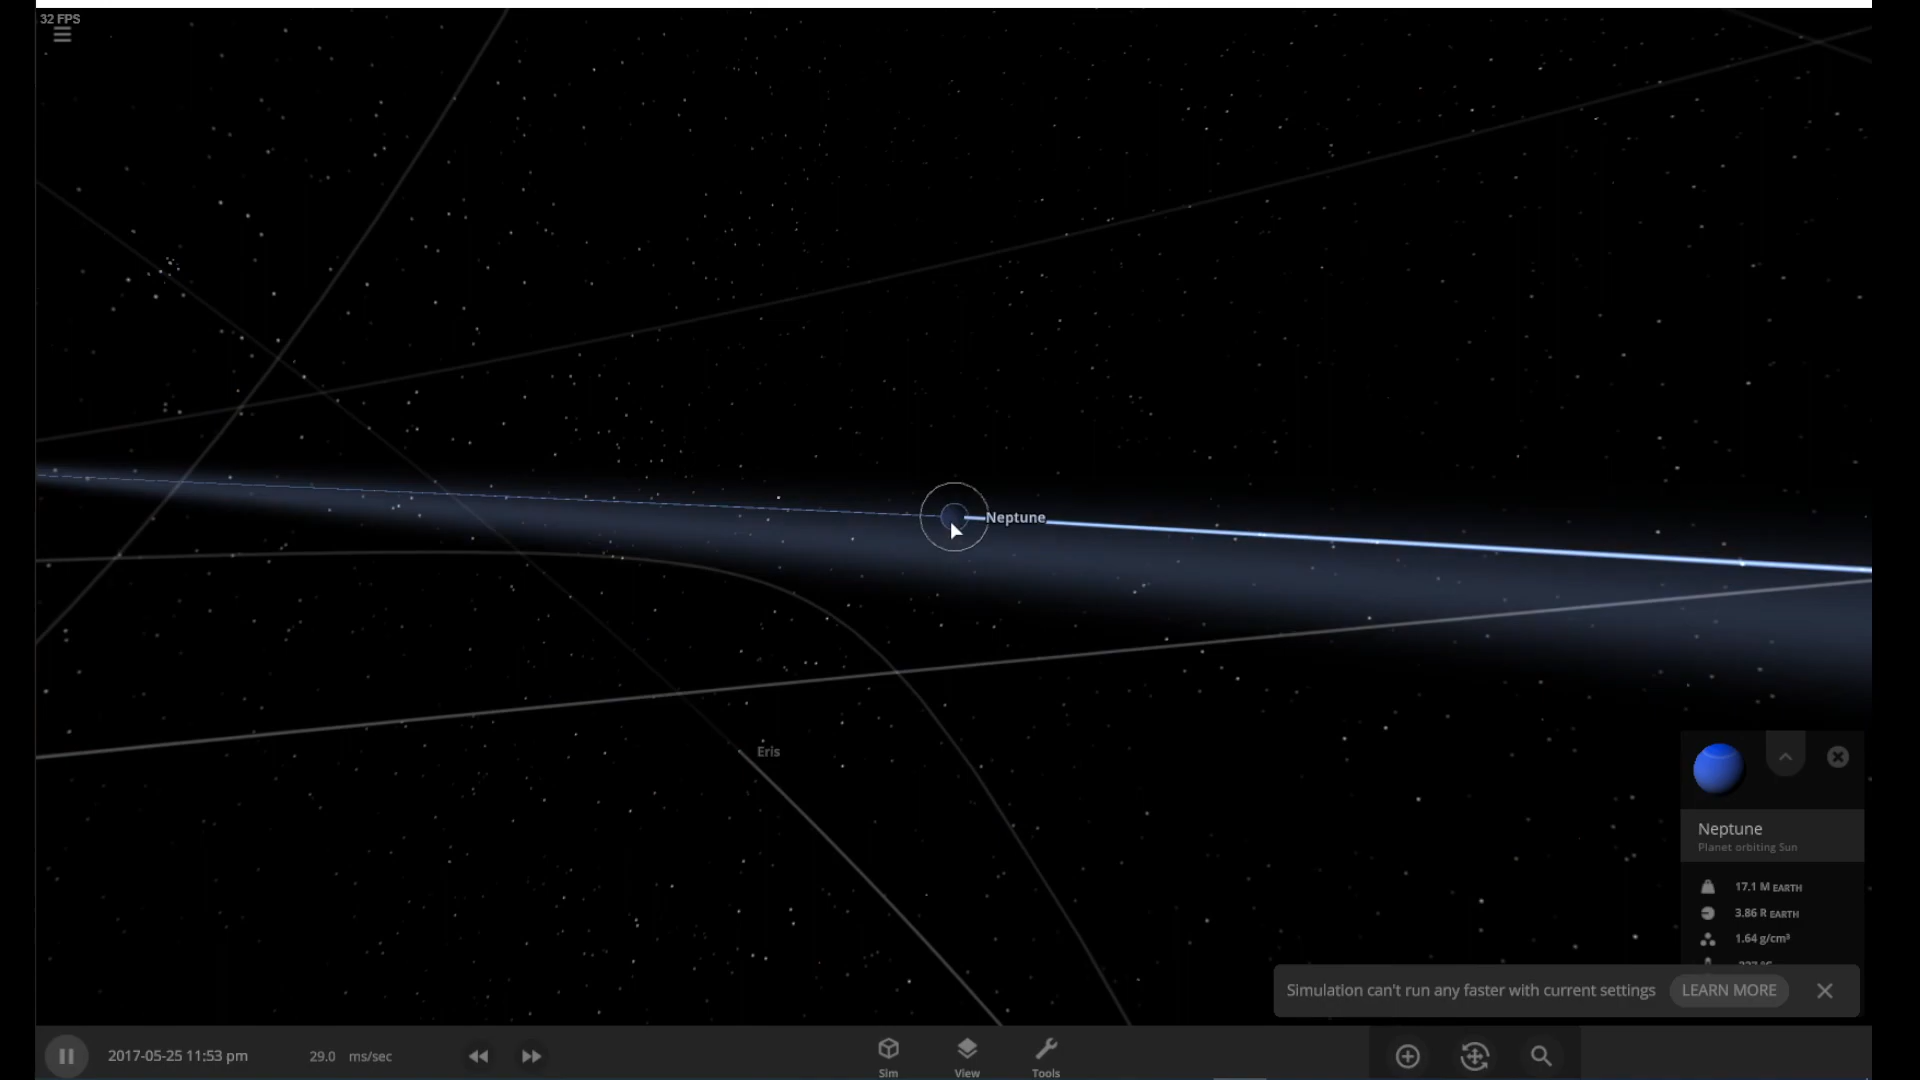 32 FPS
Neptune
Eris
Neptune
Planet orbiting Sun
17.1 M EARTH
3.86 R EARTH
1.64 g/cm³
Simulation can't run any faster with current settings LEARN MORE
2017-05-25 11:53 pm 29.0 ms/sec
Sim View Tools